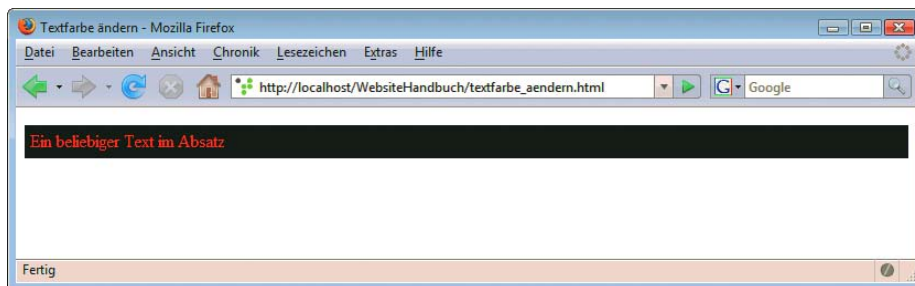 Textfarbe ändern - Mozilla Firefox
Datei Bearbeiten Ansicht Chronik Lesezeichen Extras Hilfe
http://localhost/WebsiteHandbuch/textfarbe_aendern.html G Google
Ein beliebiger Text im Absatz
Fertig